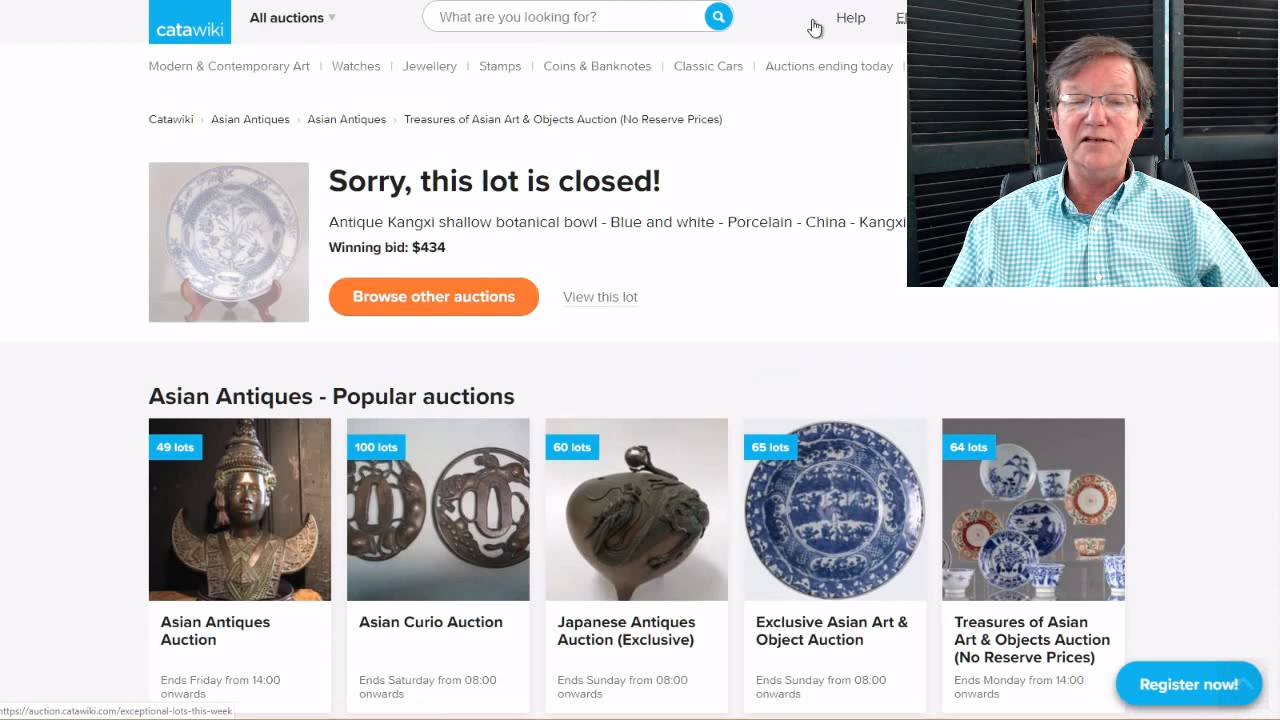 catawiki
All auctions
What are you looking for?
Help
Modern & Contemporary Art
Watches
Jewellery
Stamps
Coins & Banknotes
Classic Cars
Auctions ending today
Catawiki › Asian Antiques › Asian Antiques › Treasures of Asian Art & Objects Auction (No Reserve Prices)
Sorry, this lot is closed!
Antique Kangxi shallow botanical bowl - Blue and white - Porcelain - China - Kangxi
Winning bid: $434
Browse other auctions
View this lot
Asian Antiques - Popular auctions
49 lots
Asian Antiques
Auction
Ends Friday from 14:00
onwards
100 lots
Asian Curio Auction
Ends Saturday from 08:00
onwards
60 lots
Japanese Antiques
Auction (Exclusive)
Ends Sunday from 08:00
onwards
65 lots
Exclusive Asian Art &
Object Auction
Ends Sunday from 08:00
onwards
64 lots
Treasures of Asian
Art & Objects Auction
(No Reserve Prices)
Ends Monday from 14:00
onwards
Register now!
https://auction.catawiki.com/exceptional-lots-this-week